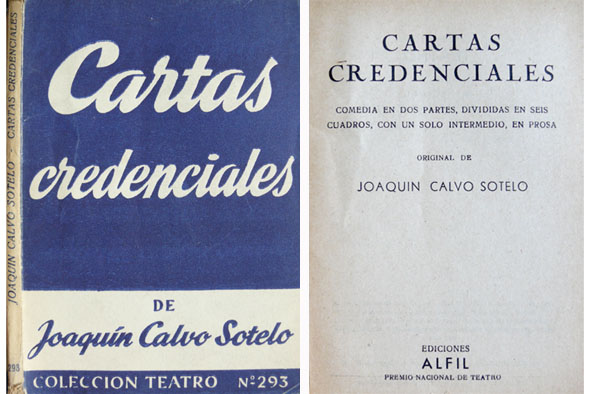 JOAQUIN CALVO SOTELO - CARTAS CREDENCIALES
293
Cartas
credenciales
DE
Joaquín Calvo Sotelo
COLECCION TEATRO Nº 293
CARTAS
CREDENCIALES
COMEDIA EN DOS PARTES, DIVIDIDAS EN SEIS
CUADROS, CON UN SOLO INTERMEDIO, EN PROSA
ORIGINAL DE
JOAQUIN CALVO SOTELO
EDICIONES
ALFIL
PREMIO NACIONAL DE TEATRO